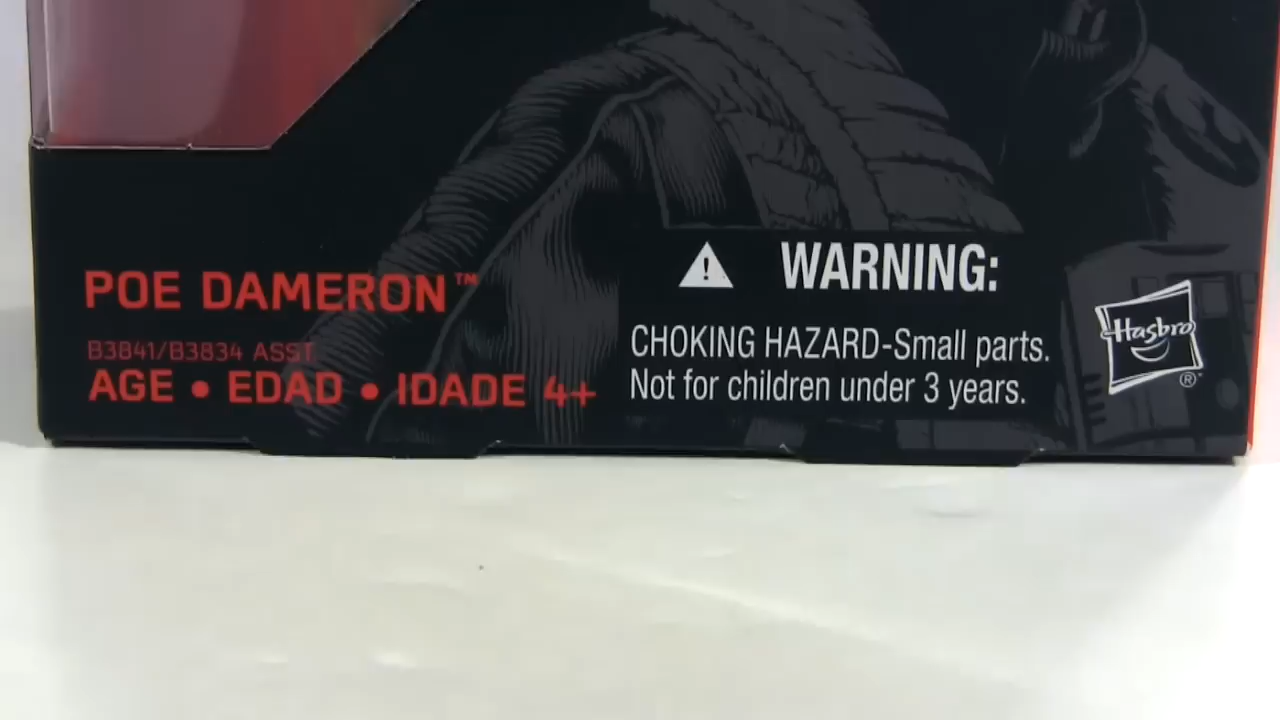 POE DAMERON™
B3841/B3834 ASST
AGE • EDAD • IDADE 4+
WARNING:
CHOKING HAZARD-Small parts.
Not for children under 3 years.
Hasbro
®